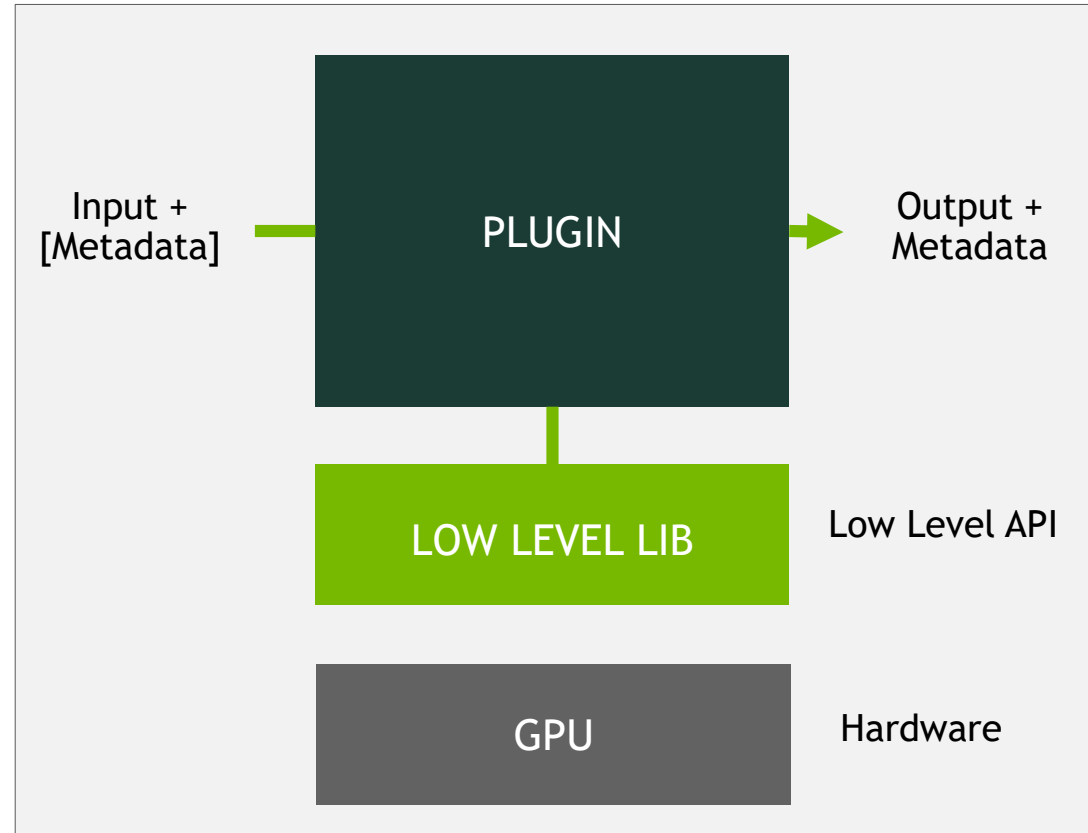 Input +
[Metadata]
PLUGIN
Output +
Metadata
LOW LEVEL LIB
Low Level API
GPU
Hardware